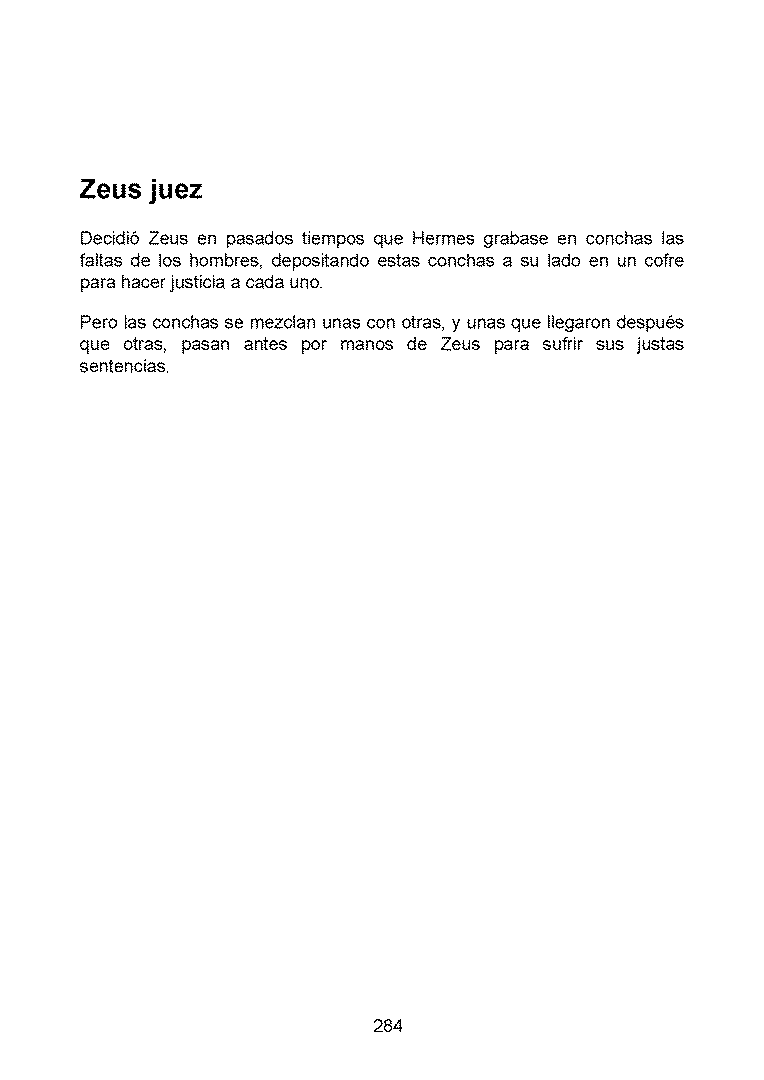 Zeus juez
Decidió Zeus en pasados tiempos que Hermes grabase en conchas las
faltas de los hombres, depositando estas conchas a su lado en un cofre
para hacer justicia a cada uno.
Pero las conchas se mezclan unas con otras, y unas que llegaron después
que otras, pasan antes por manos de Zeus para sufrir sus justas
sentencias.
284